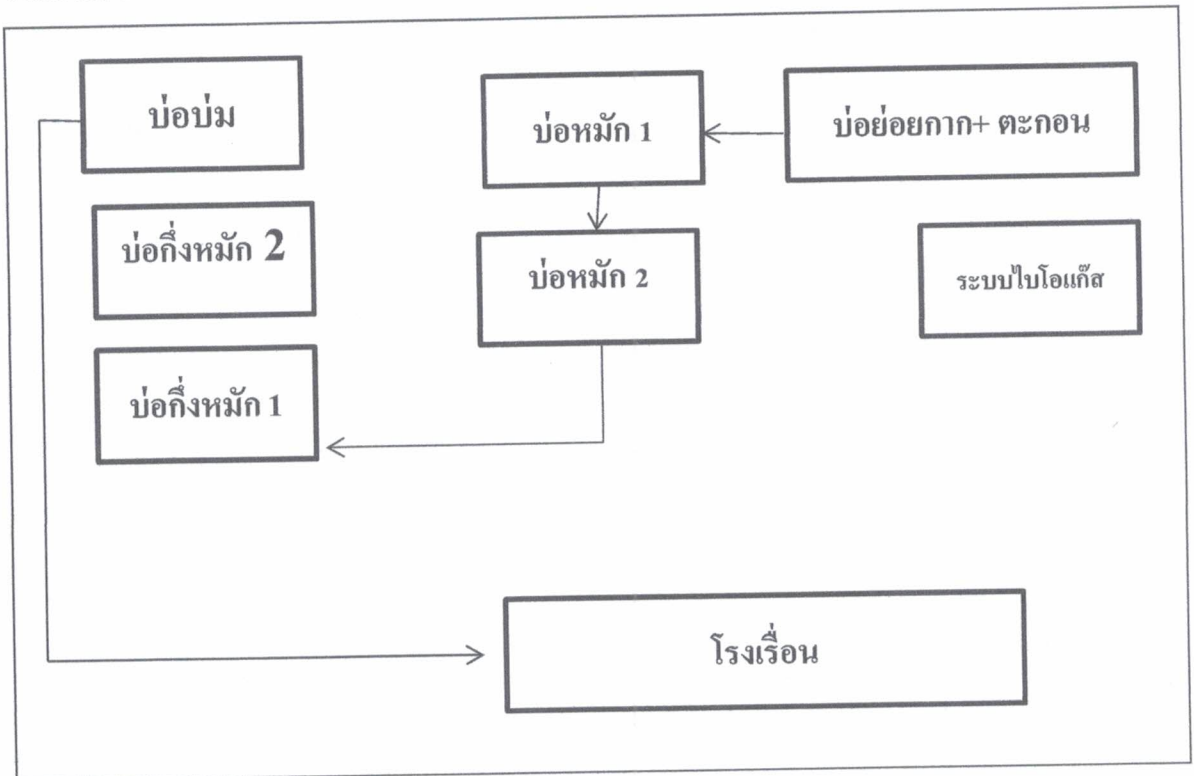 บ่อบ่ม
บ่อหมัก 1
บ่อย่อยกาก+ ตะกอน
บ่อกึ่งหมัก 2
บ่อหมัก 2
ระบบไบโอแก๊ส
บ่อกึ่งหมัก 1
โรงเรื่อน